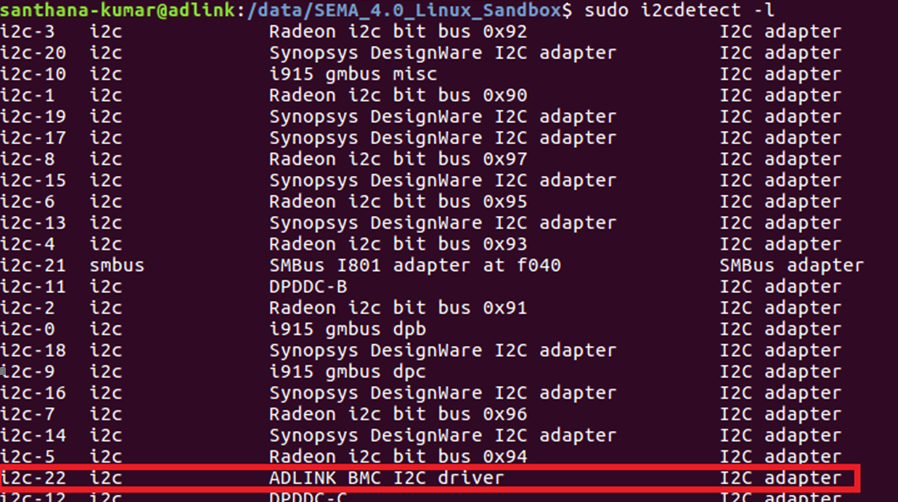 santhana-kumar@adlink:/data/SEMA_4.0_Linux_Sandbox$ sudo i2cdetect -l
i2c-3 i2c Radeon i2c bit bus 0x92 I2C adapter
i2c-20 i2c Synopsys DesignWare I2C adapter I2C adapter
i2c-10 i2c i915 gmbus misc I2C adapter
i2c-1 i2c Radeon i2c bit bus 0x90 I2C adapter
i2c-19 i2c Synopsys DesignWare I2C adapter I2C adapter
i2c-17 i2c Synopsys DesignWare I2C adapter I2C adapter
i2c-8 i2c Radeon i2c bit bus 0x97 I2C adapter
i2c-15 i2c Synopsys DesignWare I2C adapter I2C adapter
i2c-6 i2c Radeon i2c bit bus 0x95 I2C adapter
i2c-13 i2c Synopsys DesignWare I2C adapter I2C adapter
i2c-4 i2c Radeon i2c bit bus 0x93 I2C adapter
i2c-21 smbus SMBus I801 adapter at f040 SMBus adapter
i2c-11 i2c DPDDC-B I2C adapter
i2c-2 i2c Radeon i2c bit bus 0x91 I2C adapter
i2c-0 i2c i915 gmbus dpb I2C adapter
i2c-18 i2c Synopsys DesignWare I2C adapter I2C adapter
i2c-9 i2c i915 gmbus dpc I2C adapter
i2c-16 i2c Synopsys DesignWare I2C adapter I2C adapter
i2c-7 i2c Radeon i2c bit bus 0x96 I2C adapter
i2c-14 i2c Synopsys DesignWare I2C adapter I2C adapter
i2c-5 i2c Radeon i2c bit bus 0x94 I2C adapter
i2c-22 i2c ADLINK BMC I2C driver I2C adapter
i2c-12 i2c DPDDC-C I2C adapter